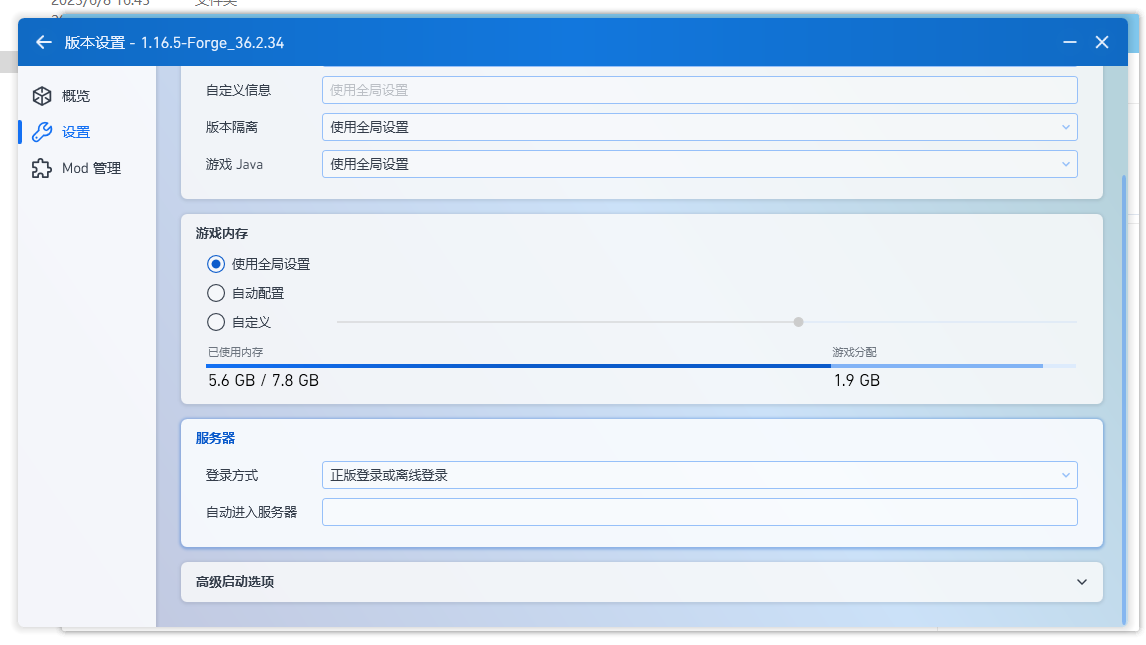 2023/6/8 16:43 文件夹
版本设置 - 1.16.5-Forge_36.2.34
概览
设置
Mod 管理
自定义信息 使用全局设置
版本隔离 使用全局设置
游戏 Java 使用全局设置
游戏内存
使用全局设置
自动配置
自定义
已使用内存 游戏分配
5.6 GB / 7.8 GB 1.9 GB
服务器
登录方式 正版登录或离线登录
自动进入服务器
高级启动选项